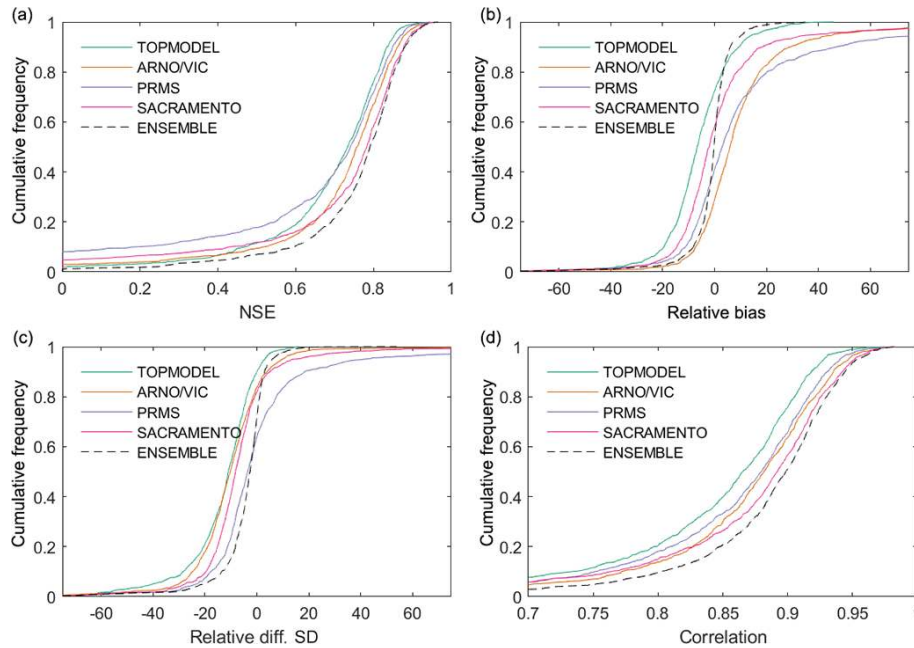 (a)
1
0.8
0.6
0.4
0.2
0
Cumulative frequency
TOPMODEL
ARNO/VIC
PRMS
SACRAMENTO
ENSEMBLE
0 0.2 0.4 0.6 0.8 1
NSE
(b)
1
0.8
0.6
0.4
0.2
0
Cumulative frequency
TOPMODEL
ARNO/VIC
PRMS
SACRAMENTO
ENSEMBLE
-60 -40 -20 0 20 40 60
Relative bias
(c)
1
0.8
0.6
0.4
0.2
0
Cumulative frequency
TOPMODEL
ARNO/VIC
PRMS
SACRAMENTO
ENSEMBLE
-60 -40 -20 0 20 40 60
Relative diff. SD
(d)
1
0.8
0.6
0.4
0.2
0
Cumulative frequency
TOPMODEL
ARNO/VIC
PRMS
SACRAMENTO
ENSEMBLE
0.7 0.75 0.8 0.85 0.9 0.95
Correlation